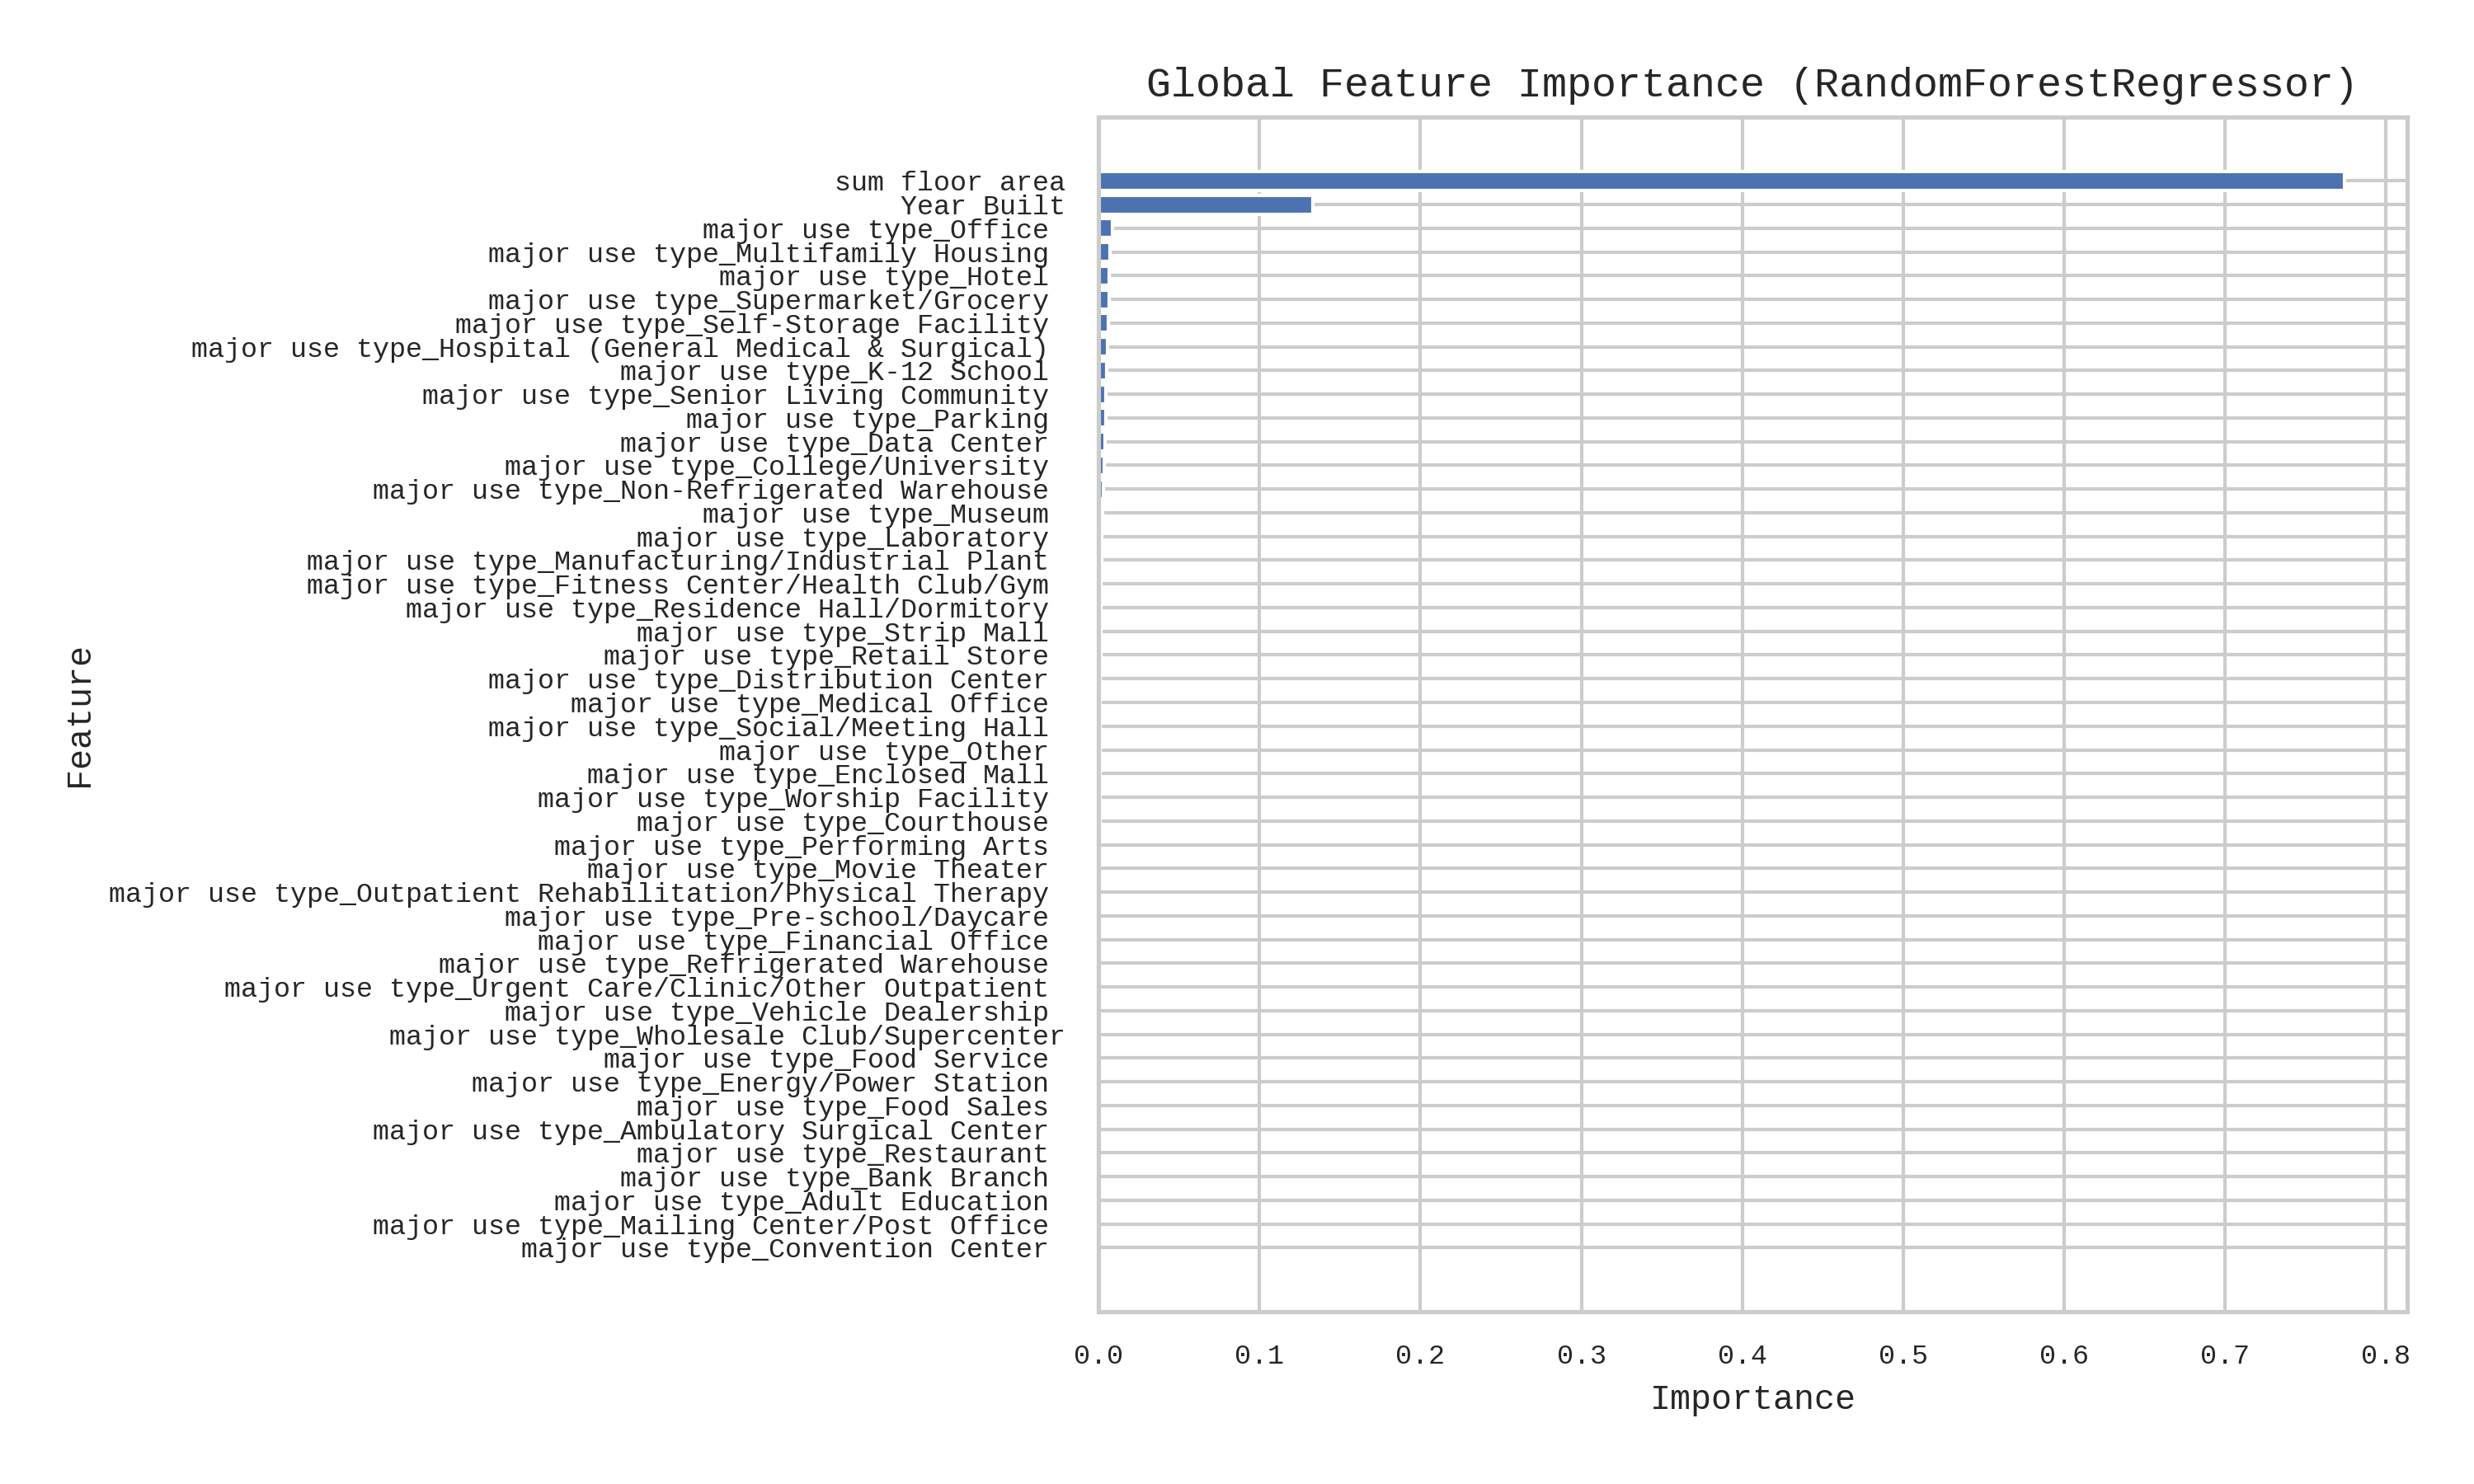 Global Feature Importance (RandomForestRegressor)
sum floor area
Year Built
major use type_Office
major use type_Multifamily Housing
major use type_Hotel
major use type_Supermarket/Grocery
major use type_Self-Storage Facility
major use type_Hospital (General Medical & Surgical)
major use type_K-12 School
major use type_Senior Living Community
major use type_Parking
major use type_Data Center
major use type_College/University
major use type_Non-Refrigerated Warehouse
major use type_Museum
major use type_Laboratory
major use type_Manufacturing/Industrial Plant
major use type_Fitness Center/Health Club/Gym
major use type_Residence Hall/Dormitory
major use type_Strip Mall
major use type_Retail Store
major use type_Distribution Center
major use type_Medical Office
major use type_Social/Meeting Hall
major use type_Other
major use type_Enclosed Mall
major use type_Worship Facility
major use type_Courthouse
major use type_Performing Arts
major use type_Movie Theater
major use type_Outpatient Rehabilitation/Physical Therapy
major use type_Pre-school/Daycare
major use type_Financial Office
major use type_Refrigerated Warehouse
major use type_Urgent Care/Clinic/Other Outpatient
major use type_Vehicle Dealership
major use type_Wholesale Club/Supercenter
major use type_Food Service
major use type_Energy/Power Station
major use type_Food Sales
major use type_Ambulatory Surgical Center
major use type_Restaurant
major use type_Bank Branch
major use type_Adult Education
major use type_Mailing Center/Post Office
major use type_Convention Center
Feature
0.0 0.1 0.2 0.3 0.4 0.5 0.6 0.7 0.8
Importance